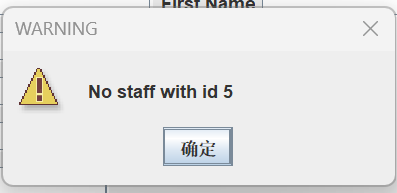 First Name
WARNING
No staff with id 5
确定